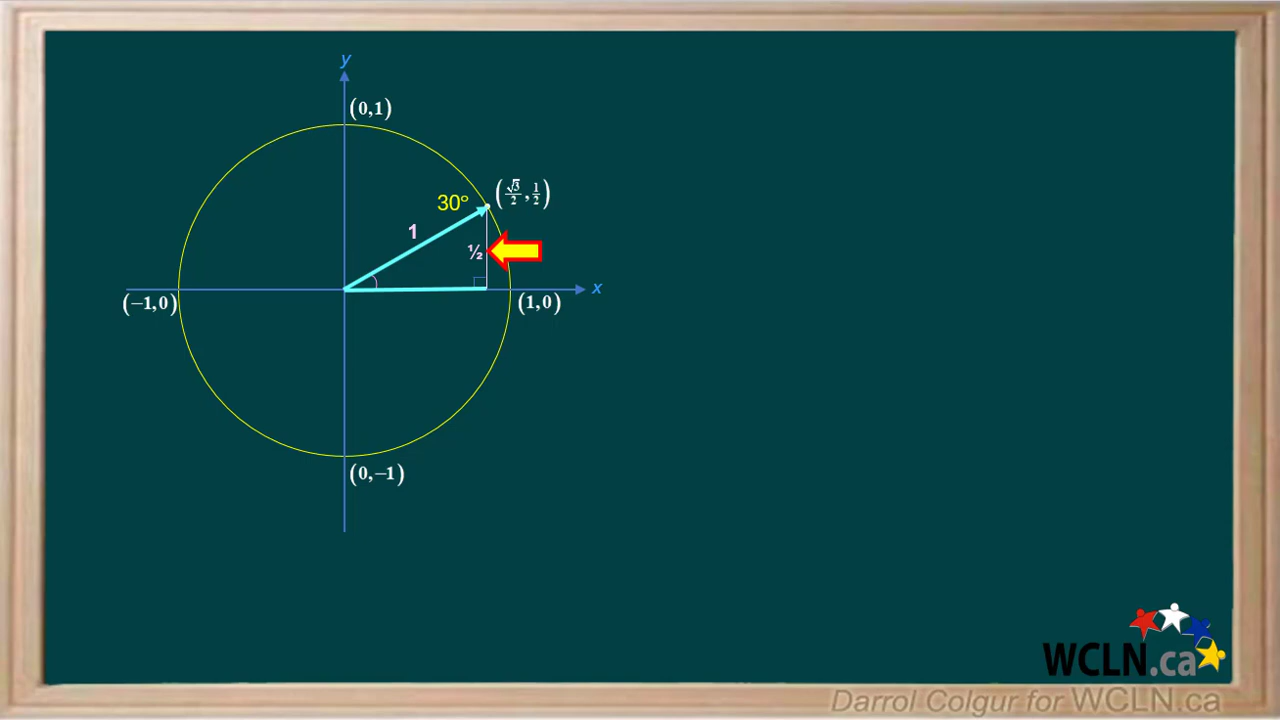 y
(0,1)
(√3/2, 1/2)
30°
1
½
x
(−1,0)
(1,0)
(0,−1)
WCLN.ca
Darrol Colgur for WCLN.ca